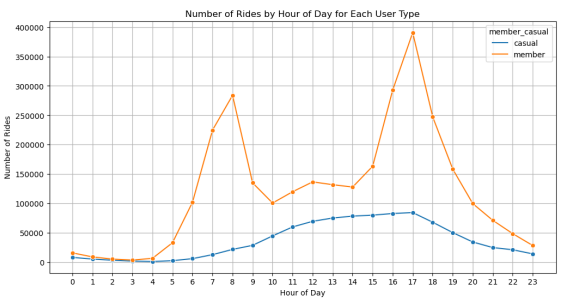 Number of Rides by Hour of Day for Each User Type
member_casual
casual
member
Number of Rides
400000
350000
300000
250000
200000
150000
100000
50000
0
0 1 2 3 4 5 6 7 8 9 10 11 12 13 14 15 16 17 18 19 20 21 22 23
Hour of Day